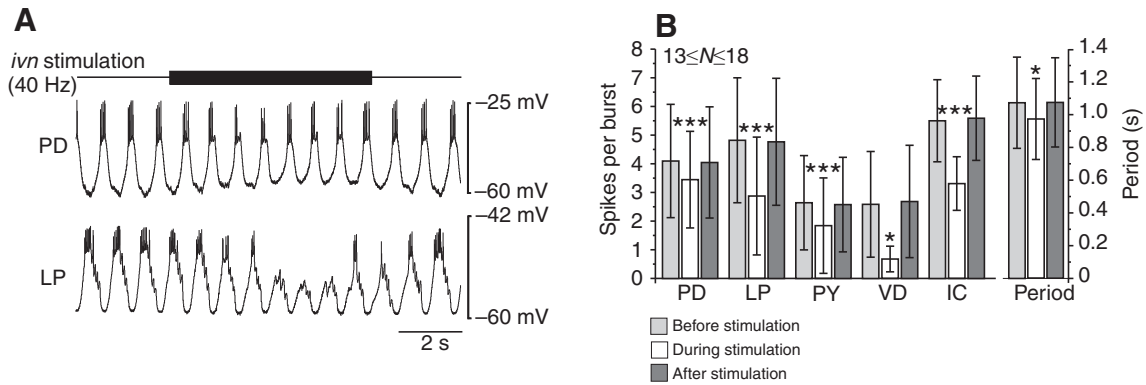 A
ivn stimulation
(40 Hz)
PD
–25 mV
–60 mV
LP
–42 mV
–60 mV
2 s
B
13≤N≤18
Spikes per burst
8
7
6
5
4
3
2
1
0
***
***
***
*
***
*
1.4
1.2
1.0
0.8
0.6
0.4
0.2
0
Period (s)
PD LP PY VD IC Period
Before stimulation
During stimulation
After stimulation